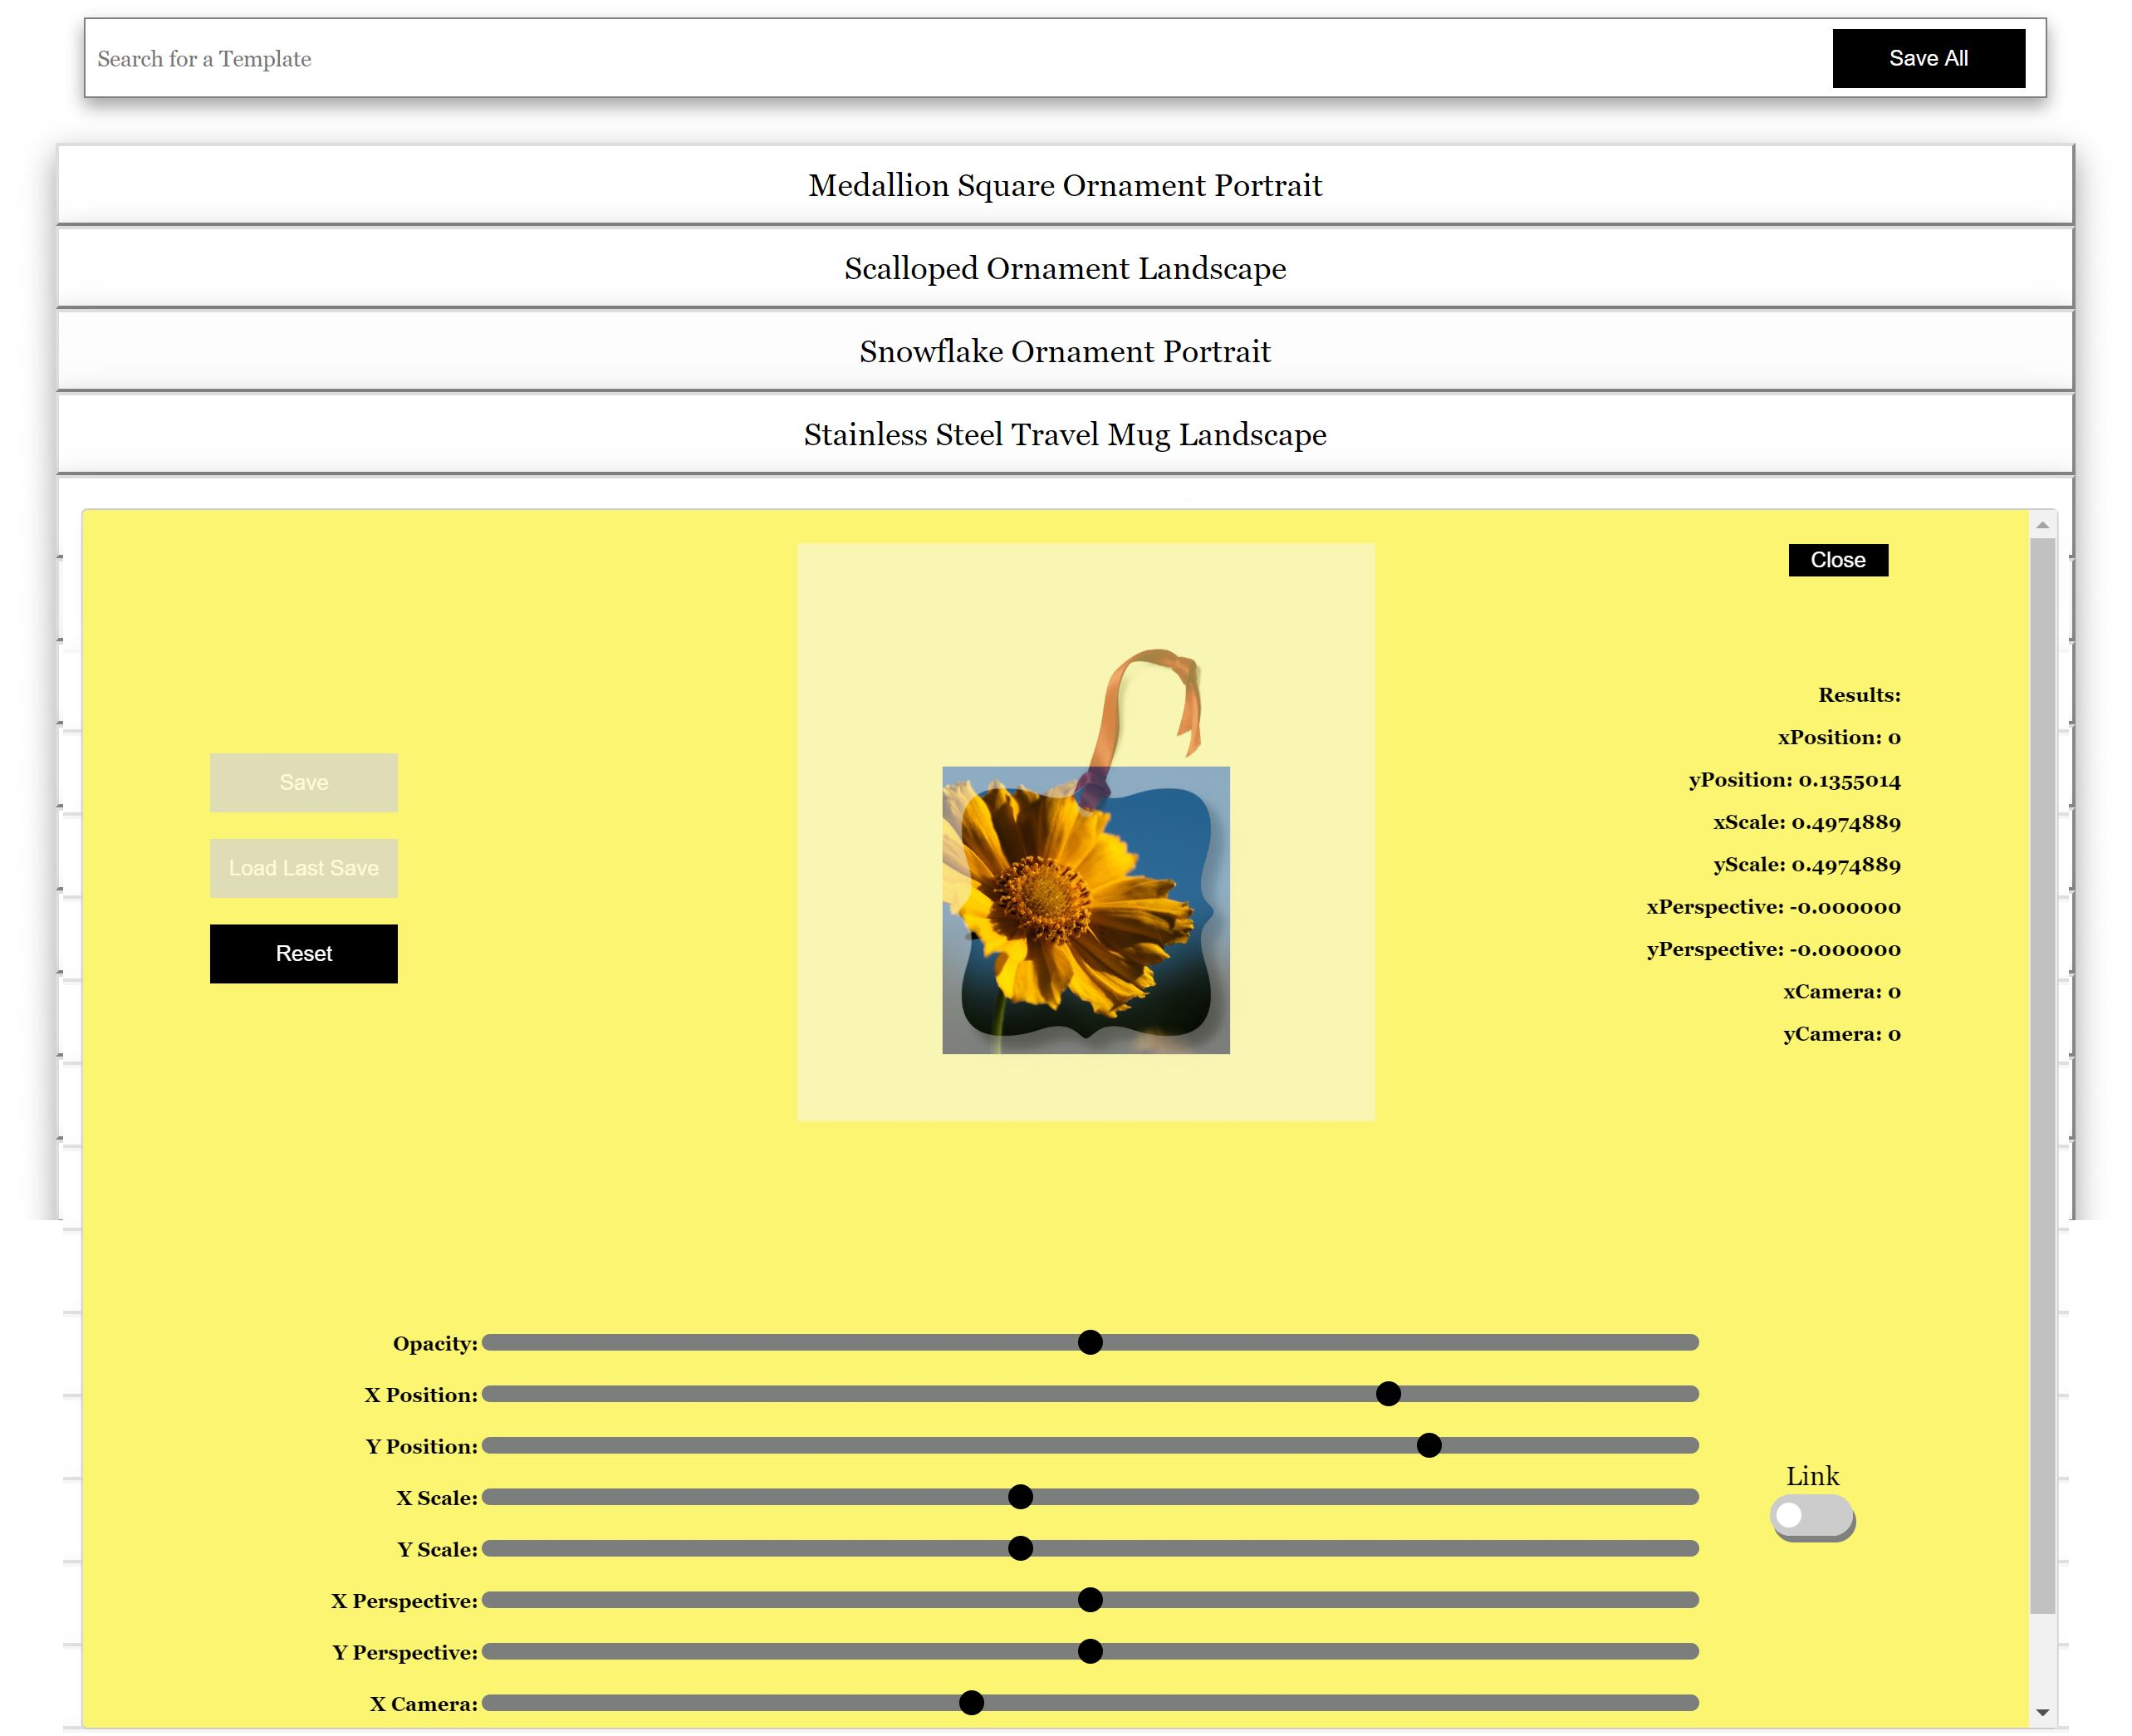 Search for a Template
Save All
Medallion Square Ornament Portrait
Scalloped Ornament Landscape
Snowflake Ornament Portrait
Stainless Steel Travel Mug Landscape
Close
Results:
xPosition: 0
yPosition: 0.1355014
xScale: 0.4974889
yScale: 0.4974889
xPerspective: -0.000000
yPerspective: -0.000000
xCamera: 0
yCamera: 0
Save
Load Last Save
Reset
Opacity:
X Position:
Y Position:
X Scale:
Y Scale:
X Perspective:
Y Perspective:
X Camera:
Link